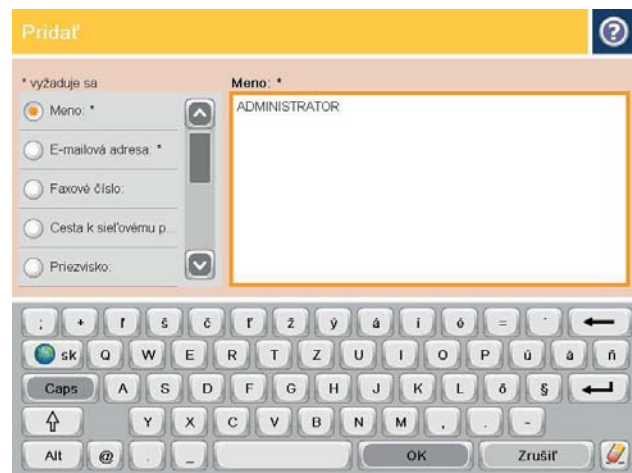 Pridať
?
* vyžaduje sa
Meno: *
Meno: *
ADMINISTRATOR
E-mailová adresa: *
Faxové číslo:
Cesta k sieťovému p...
Priezvisko:
; + ľ š č ť ž ý á í é = ´
sk Q W E R T Z U I O P ú ä ň
Caps A S D F G H J K L ô §
Y X C V B N M , . -
Alt @ . _ OK Zrušiť